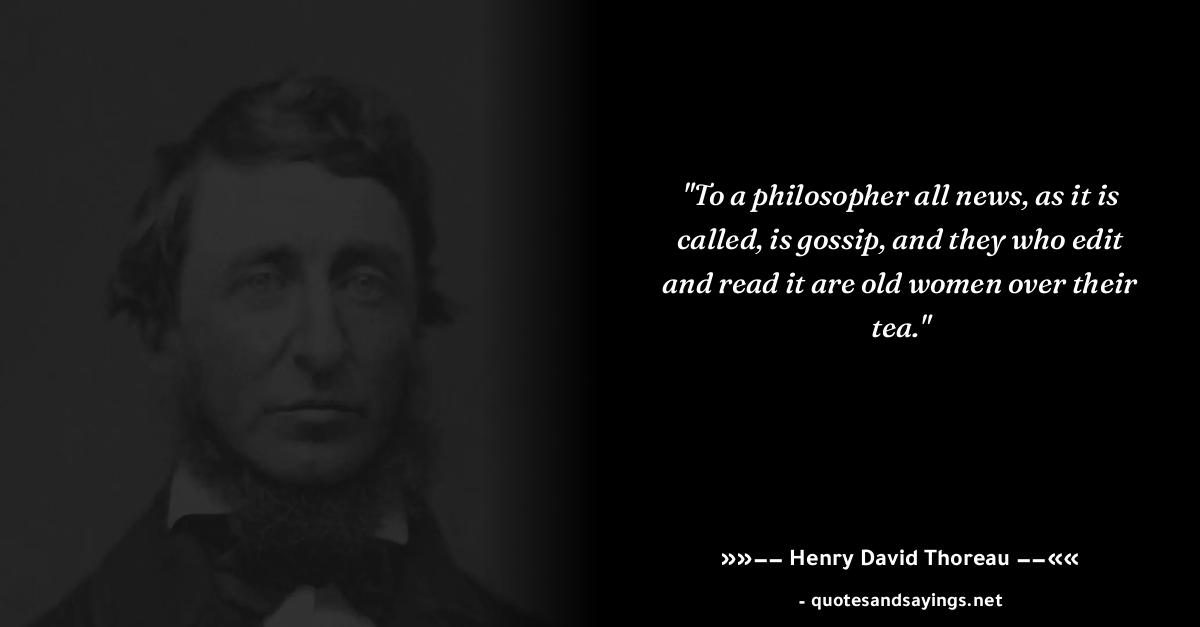 "To a philosopher all news, as it is
called, is gossip, and they who edit
and read it are old women over their
tea."
»»−− Henry David Thoreau −−««
- quotesandsayings.net